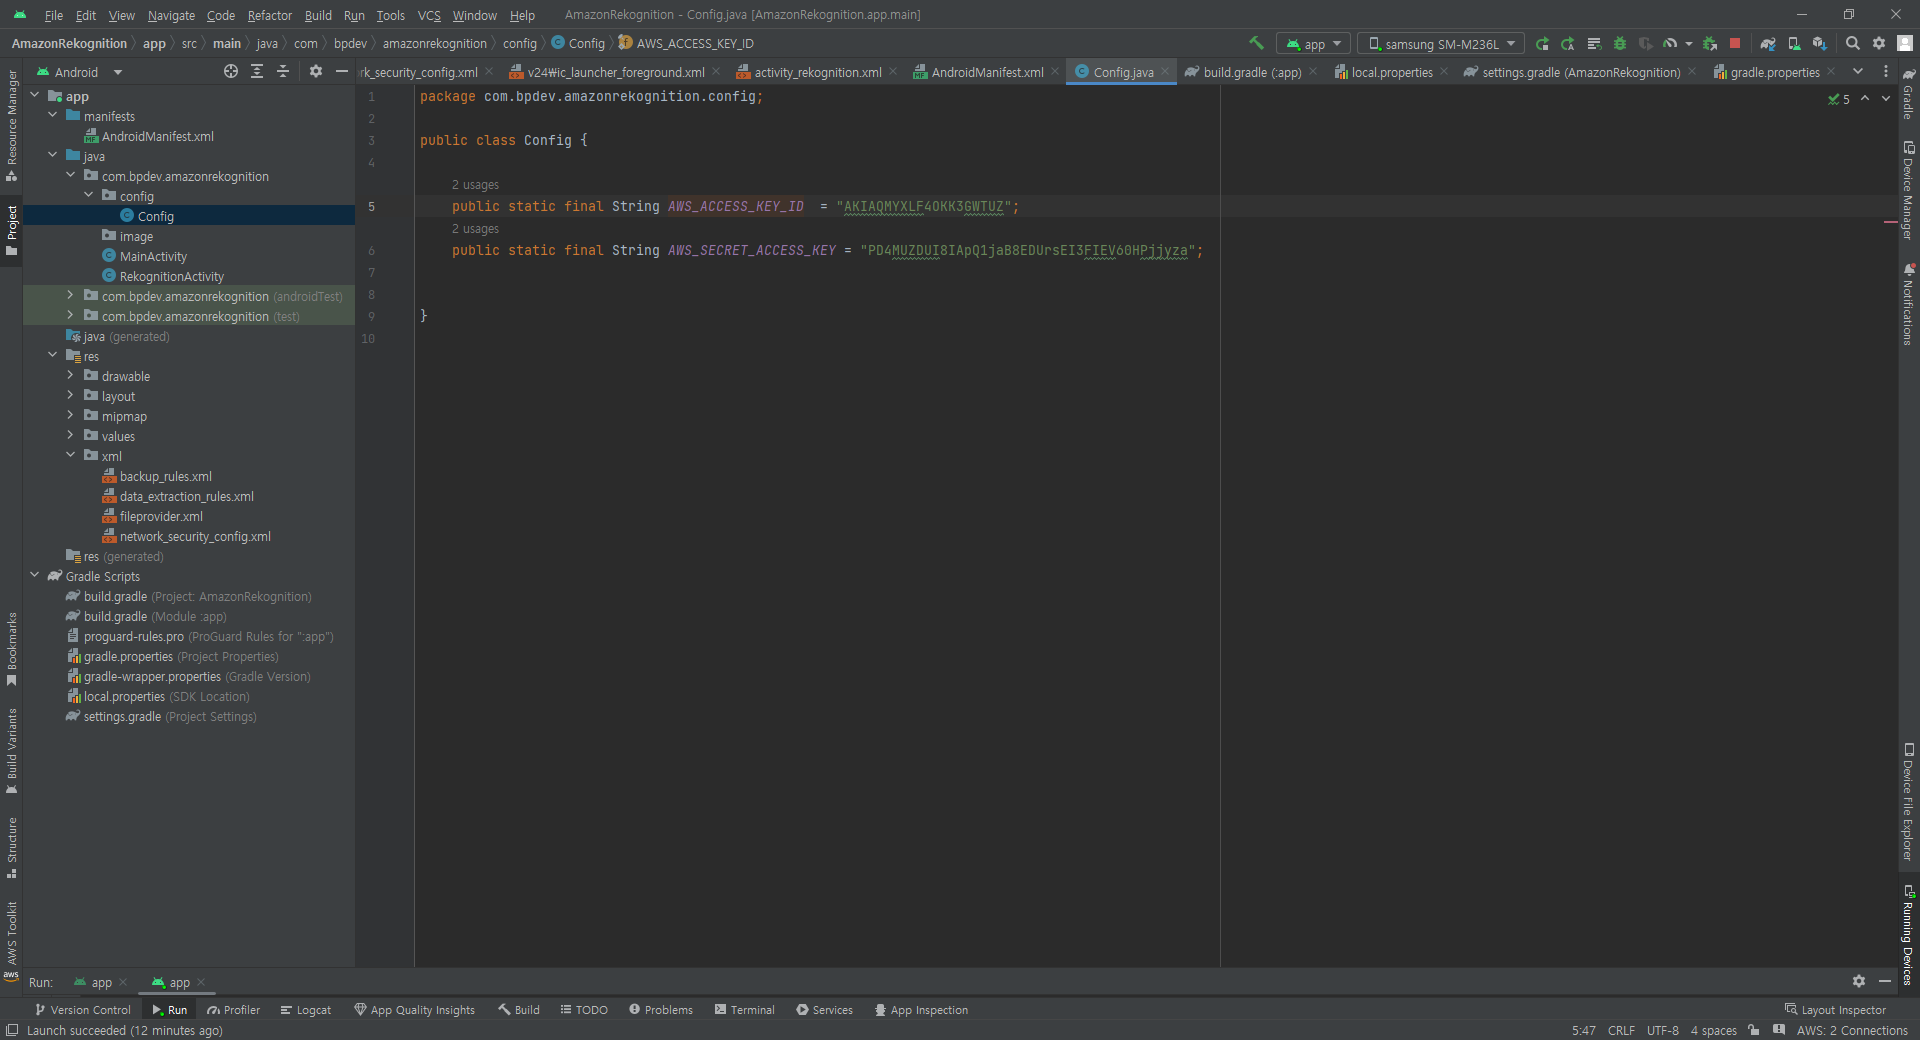 File Edit View Navigate Code Refactor Build Run Tools VCS Window Help AmazonRekognition - Config.java [AmazonRekognition.app.main]
AmazonRekognition app src main java com bpdev amazonrekognition config Config AWS_ACCESS_KEY_ID app samsung SM-M236L
Android rk_security_config.xml v24₩ic_launcher_foreground.xml activity_rekognition.xml AndroidManifest.xml Config.java build.gradle (:app) local.properties settings.gradle (AmazonRekognition) gradle.properties
Resource Manager
Project
Bookmarks
Build Variants
Structure
AWS Toolkit
aws
app
manifests
AndroidManifest.xml
java
com.bpdev.amazonrekognition
config
Config
image
MainActivity
RekognitionActivity
com.bpdev.amazonrekognition (androidTest)
com.bpdev.amazonrekognition (test)
java (generated)
res
drawable
layout
mipmap
values
xml
backup_rules.xml
data_extraction_rules.xml
fileprovider.xml
network_security_config.xml
res (generated)
Gradle Scripts
build.gradle (Project: AmazonRekognition)
build.gradle (Module :app)
proguard-rules.pro (ProGuard Rules for ":app")
gradle.properties (Project Properties)
gradle-wrapper.properties (Gradle Version)
local.properties (SDK Location)
settings.gradle (Project Settings)
1 package com.bpdev.amazonrekognition.config;
2
3 public class Config {
4
2 usages
5 public static final String AWS_ACCESS_KEY_ID = "AKIAQMYXLF4OKK3GWTUZ";
2 usages
6 public static final String AWS_SECRET_ACCESS_KEY = "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";
7
8
9 }
10
5
Gradle
Device Manager
Notifications
Device File Explorer
Running Devices
Run: app app
Version Control Run Profiler Logcat App Quality Insights Build TODO Problems Terminal Services App Inspection Layout Inspector
Launch succeeded (12 minutes ago) 5:47 CRLF UTF-8 4 spaces AWS: 2 Connections